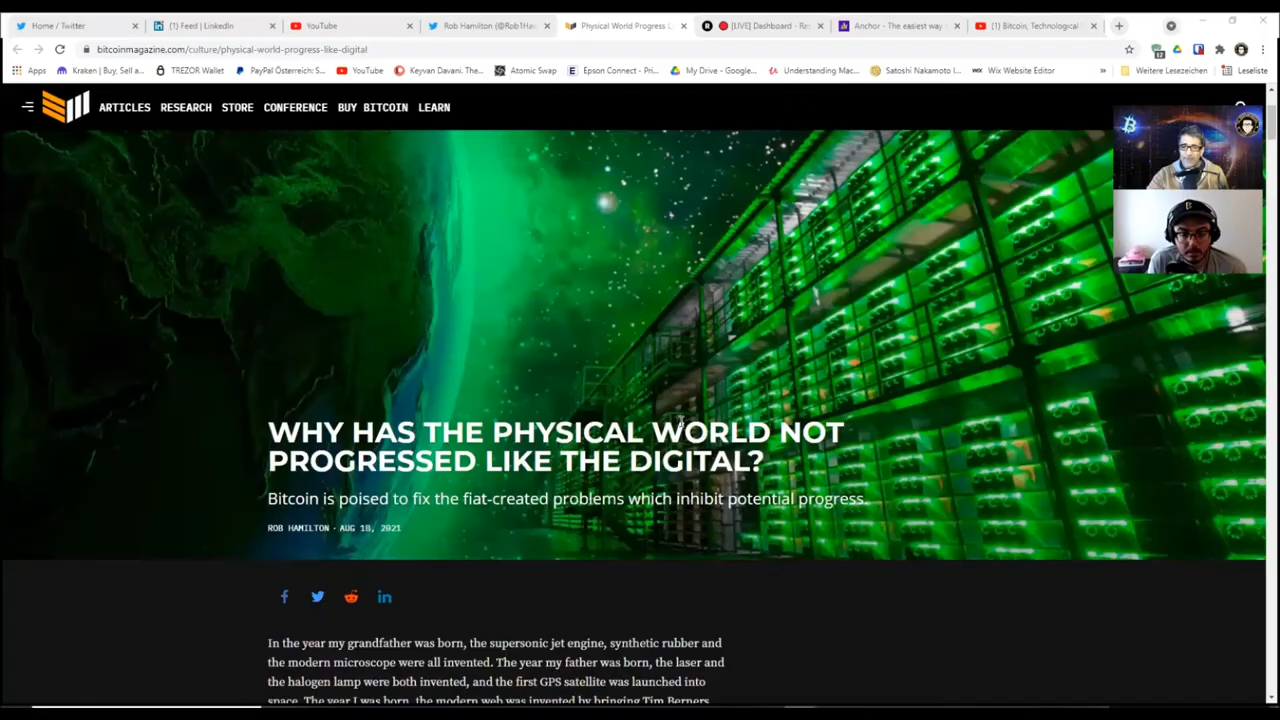 Home / Twitter
(1) Feed | LinkedIn
YouTube
Rob Hamilton (@Rob1Ha
Physical World Progress L
[LIVE] Dashboard - Re
Anchor - The easiest way
(1) Bitcoin, Technological
bitcoinmagazine.com/culture/physical-world-progress-like-digital
Apps
Kraken | Buy, Sell a...
TREZOR Wallet
PayPal Österreich: S...
YouTube
Keyvan Davani. The...
Atomic Swap
Epson Connect - Pri...
My Drive - Google...
Understanding Mac...
Satoshi Nakamoto I...
WIX Wix Website Editor
Weitere Lesezeichen
Leseliste
ARTICLES RESEARCH STORE CONFERENCE BUY BITCOIN LEARN
WHY HAS THE PHYSICAL WORLD NOT
PROGRESSED LIKE THE DIGITAL?
Bitcoin is poised to fix the fiat-created problems which inhibit potential progress.
ROB HAMILTON · AUG 18, 2021
In the year my grandfather was born, the supersonic jet engine, synthetic rubber and
the modern microscope were all invented. The year my father was born, the laser and
the halogen lamp were both invented, and the first GPS satellite was launched into
space. The year I was born, the modern web was invented by bringing Tim Berners